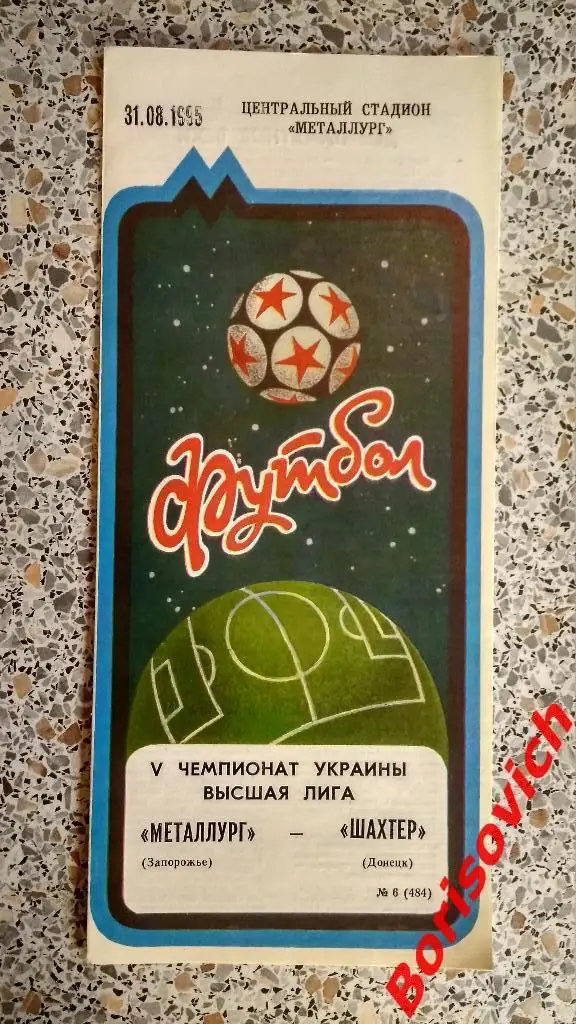 31.08.1995
ЦЕНТРАЛЬНЫЙ СТАДИОН
«МЕТАЛЛУРГ»
Футбол
V ЧЕМПИОНАТ УКРАИНЫ
ВЫСШАЯ ЛИГА
«МЕТАЛЛУРГ» — «ШАХТЕР»
(Запорожье) (Донецк)
№ 6 (484)
Borisovich